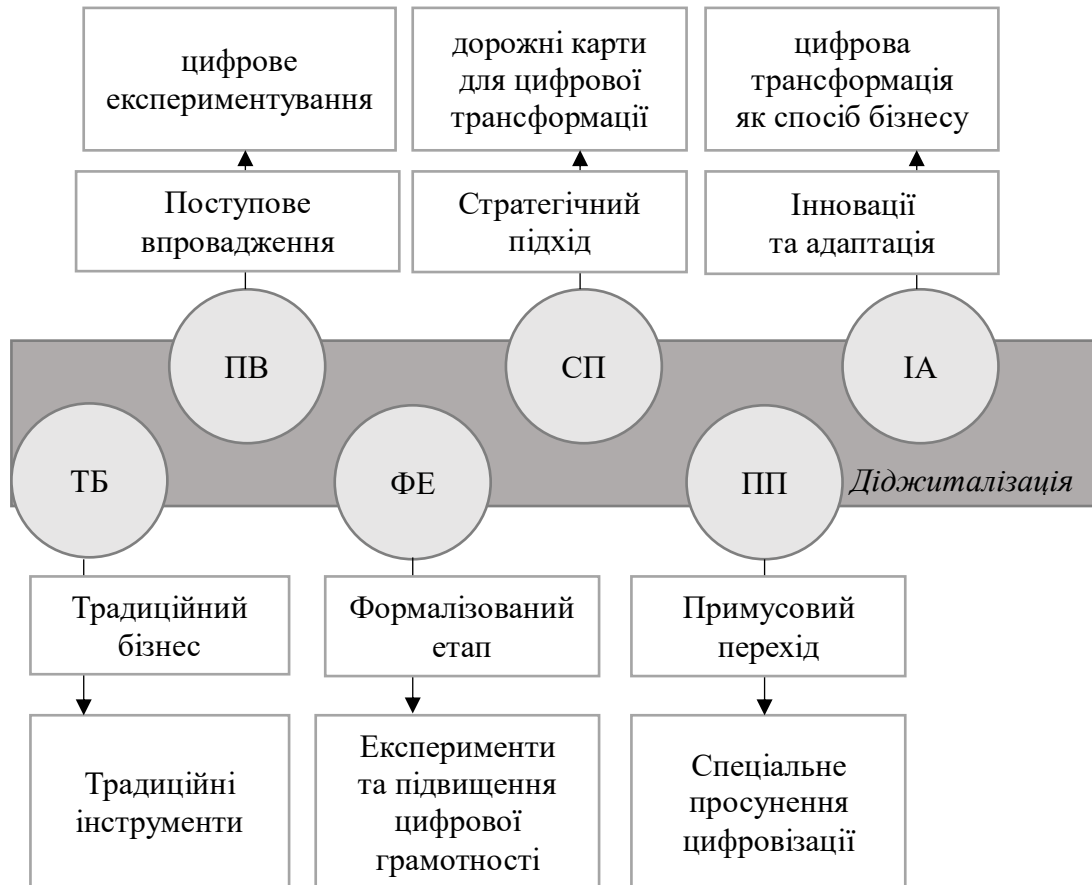 цифрове
експериментування
дорожні карти
для цифрової
трансформації
цифрова
трансформація
як спосіб бізнесу
Поступове
впровадження
Стратегічний
підхід
Інновації
та адаптація
ПВ
СП
ІА
ТБ
ФЕ
ПП
Діджиталізація
Традиційний
бізнес
Формалізований
етап
Примусовий
перехід
Традиційні
інструменти
Експерименти
та підвищення
цифрової
грамотності
Спеціальне
просунення
цифровізації